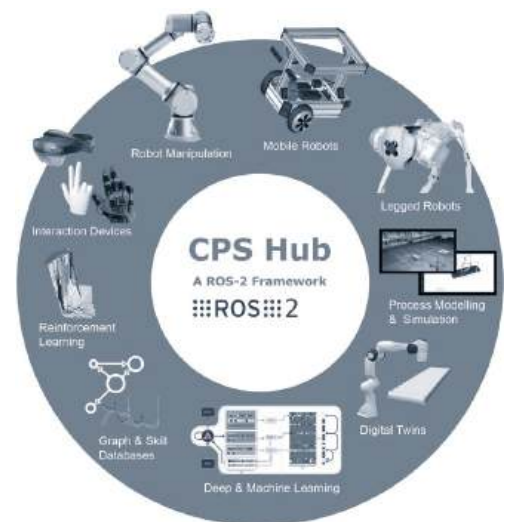 CPS Hub
A ROS-2 Framework
ROS 2
Robot Manipulation
Mobile Robots
Legged Robots
Process Modelling
& Simulation
Digital Twins
Deep & Machine Learning
Graph & Skill
Databases
Reinforcement
Learning
Interaction Devices